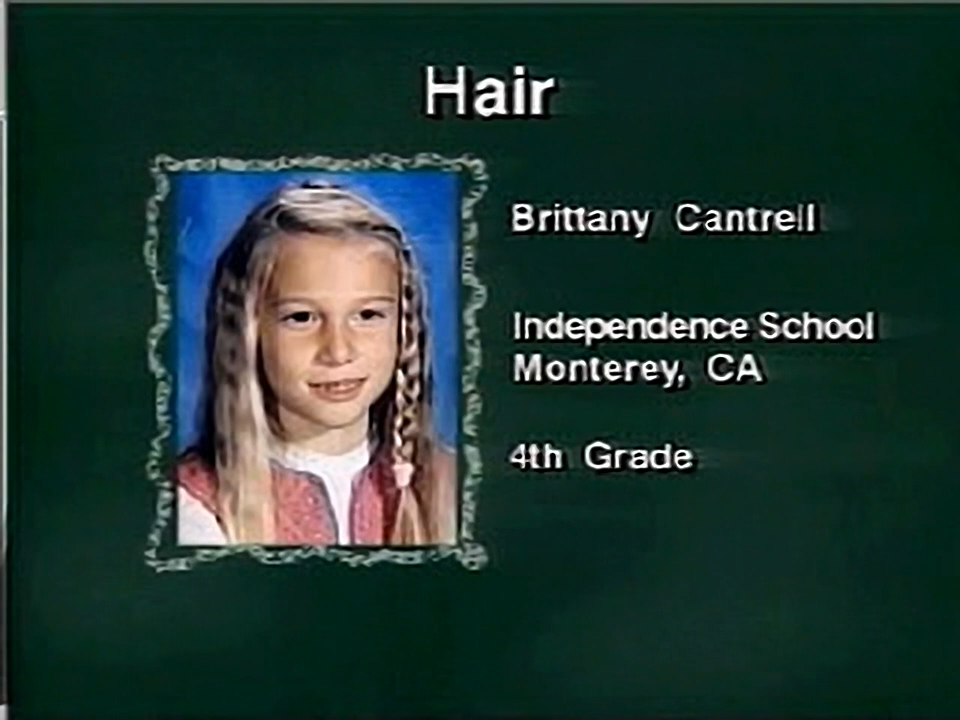 Hair
Brittany Cantrell
Independence School
Monterey, CA
4th Grade